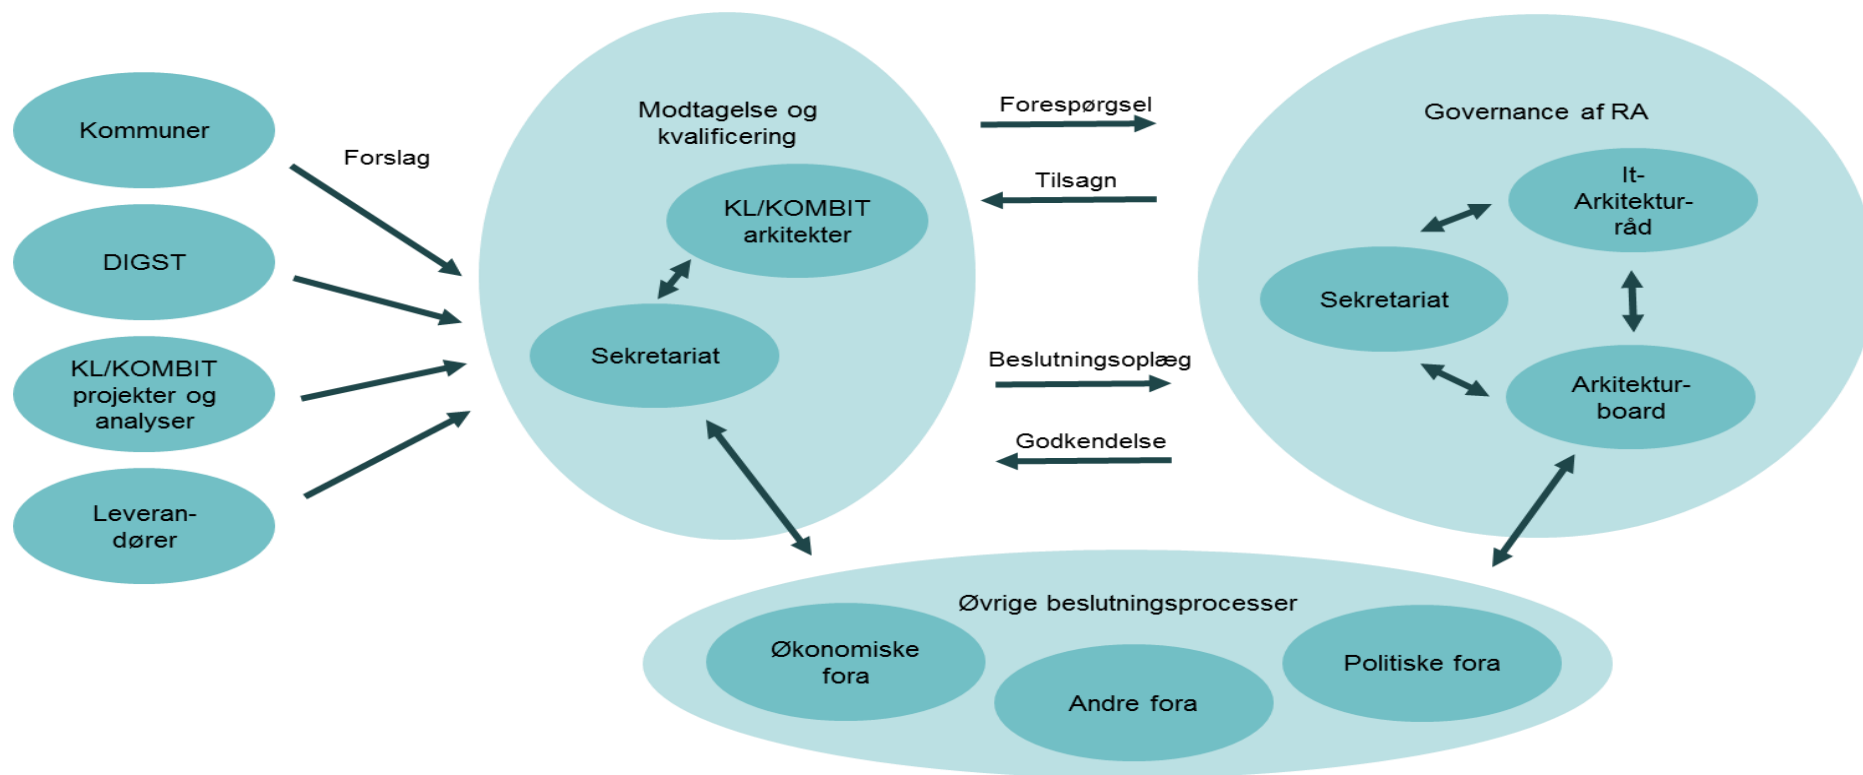 Kommuner
DIGST
KL/KOMBIT
projekter og
analyser
Leveran-
dører
Forslag
Modtagelse og
kvalificering
KL/KOMBIT
arkitekter
Sekretariat
Forespørgsel
Tilsagn
Beslutningsoplæg
Godkendelse
Governance af RA
It-
Arkitektur-
råd
Sekretariat
Arkitektur-
board
Øvrige beslutningsprocesser
Økonomiske
fora
Andre fora
Politiske fora